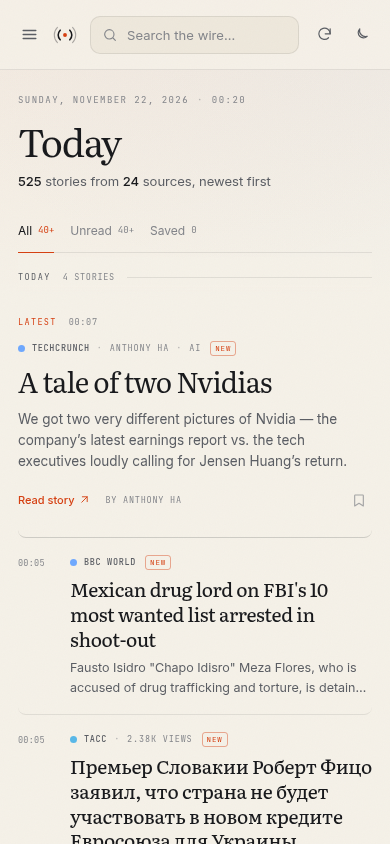 Search the wire...
SUNDAY, NOVEMBER 22, 2026 · 00:20
Today
525 stories from 24 sources, newest first
All 40+ Unread 40+ Saved 0
TODAY 4 STORIES
LATEST 00:07
TECHCRUNCH · ANTHONY HA · AI NEW
A tale of two Nvidias
We got two very different pictures of Nvidia — the
company's latest earnings report vs. the tech
executives loudly calling for Jensen Huang's return.
Read story ↗ BY ANTHONY HA
00:05 BBC WORLD NEW
Mexican drug lord on FBI's 10
most wanted list arrested in
shoot-out
Fausto Isidro "Chapo Idisro" Meza Flores, who is
accused of drug trafficking and torture, is detain...
00:05 TACC · 2.38K VIEWS NEW
Премьер Словакии Роберт Фицо
заявил, что страна не будет
участвовать в новом кредите
Евросоюза для Украины